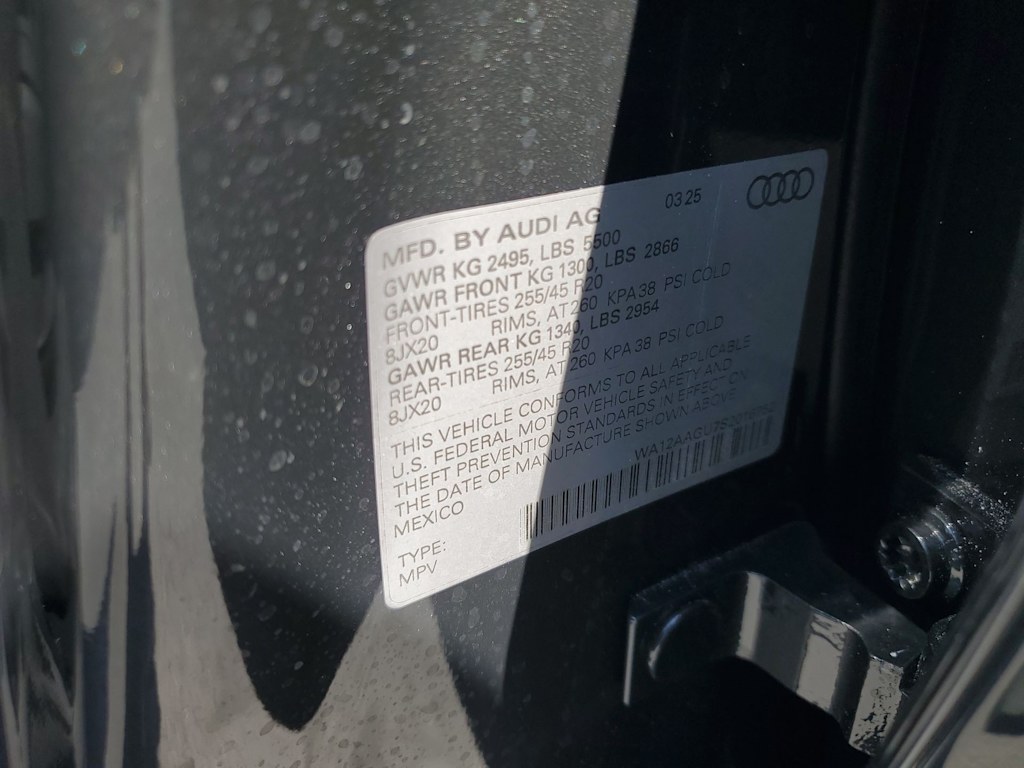 MFD. BY AUDI AG 03 25
GVWR KG 2495, LBS 5500
GAWR FRONT KG 1300, LBS 2866
FRONT-TIRES 255/45 R20
8JX20 RIMS, AT 260 KPA 38 PSI COLD
GAWR REAR KG 1340, LBS 2954
REAR-TIRES 255/45 R20
8JX20 RIMS, AT 260 KPA 38 PSI COLD
THIS VEHICLE CONFORMS TO ALL APPLICABLE
U.S. FEDERAL MOTOR VEHICLE SAFETY AND
THEFT PREVENTION STANDARDS IN EFFECT ON
THE DATE OF MANUFACTURE SHOWN ABOVE
MEXICO
TYPE:
MPV